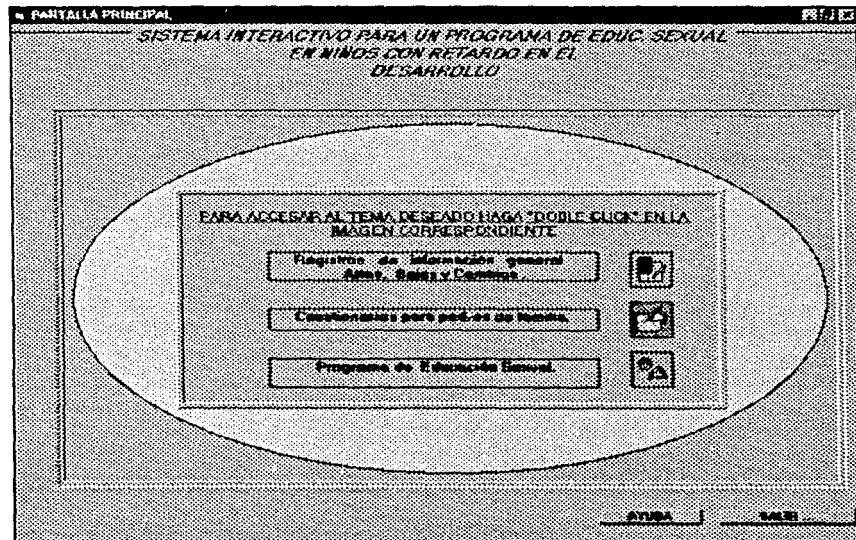 PANTALLA PRINCIPAL
SISTEMA INTERACTIVO PARA UN PROGRAMA DE EDUC. SEXUAL
EN NIÑOS CON RETARDO EN EL
DESARROLLO
PARA ACCESAR AL TEMA DESEADO HAGA "DOBLE CLICK" EN LA
IMAGEN CORRESPONDIENTE
Registros de información general
Altas, Bajas y Cambios.
Cuestionarios para padres de familia.
Programa de Educación Sexual.
AYUDA
SALIR